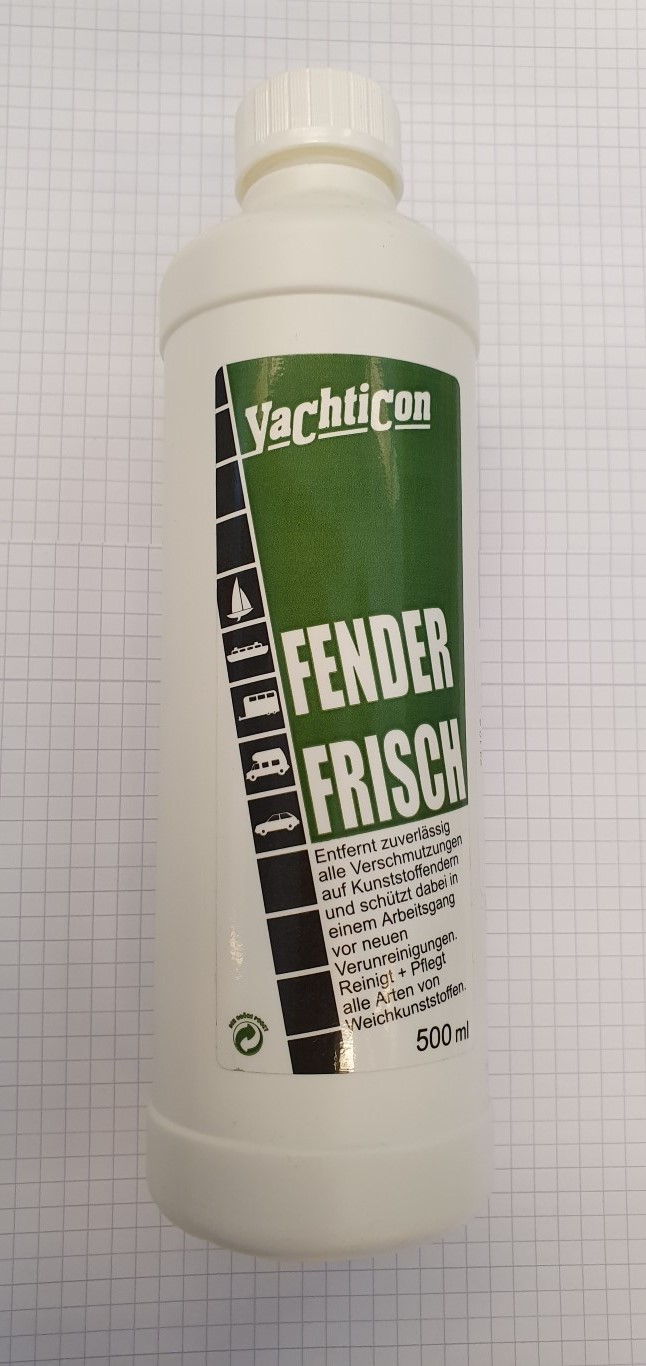 YaChtiCon
FENDER
FRISCH
Entfernt zuverlässig
alle Verschmutzungen
auf Kunststoffendern
und schützt dabei in
einem Arbeitsgang
vor neuen
Verunreinigungen.
Reinigt + Pflegt
alle Arten von
Weichkunststoffen.
500 ml